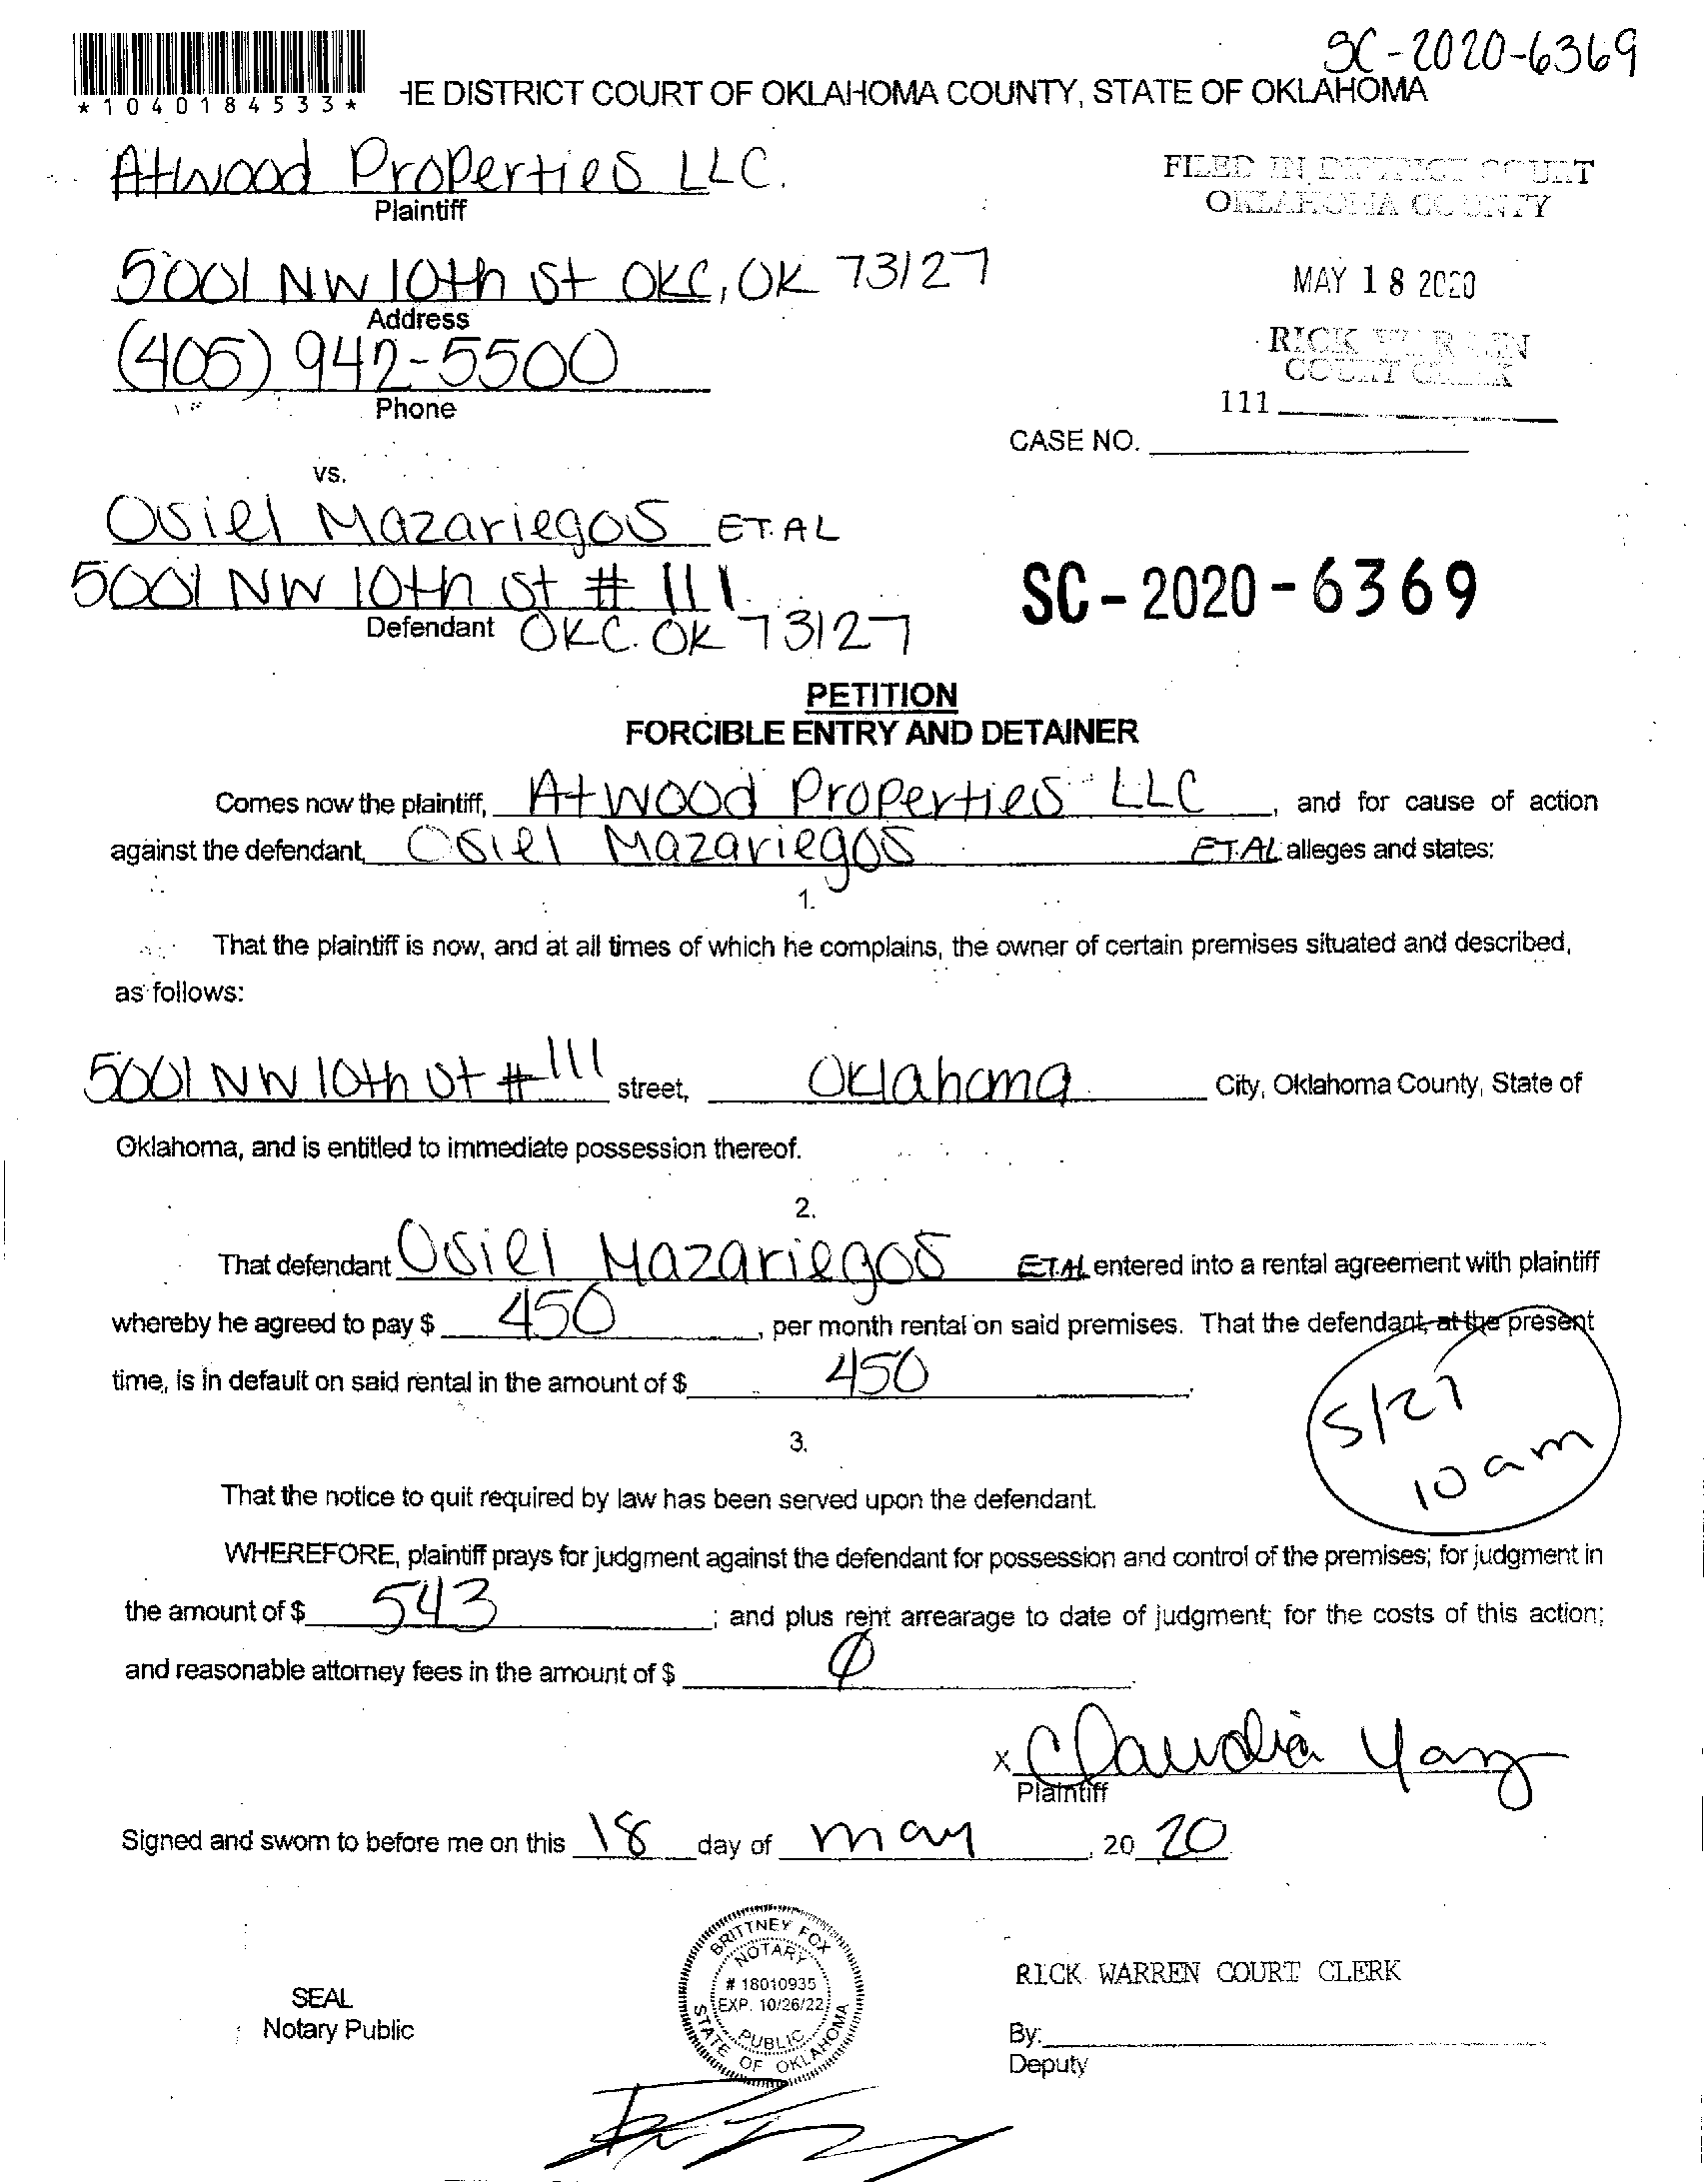 SC-2020-6369
*1040184533*
HE DISTRICT COURT OF OKLAHOMA COUNTY, STATE OF OKLAHOMA
Atwood Properties LLC.
Plaintiff
FILED IN DISTRICT COURT
OKLAHOMA COUNTY
5001 NW 10th St OKC, OK 73127
Address
MAY 18 2020
(405) 942-5500
Phone
RICK WARREN
COURT CLERK
111
CASE NO.
vs.
Osiel Mazariegos ET.AL
5001 NW 10th St # 111
Defendant OKC. OK 73127
SC-2020-6369
PETITION
FORCIBLE ENTRY AND DETAINER
Comes now the plaintiff, Atwood Properties LLC, and for cause of action
against the defendant, Osiel Mazariegos ET.AL alleges and states:
1.
That the plaintiff is now, and at all times of which he complains, the owner of certain premises situated and described,
as follows:
5001 NW 10th St #111 street, Oklahoma City, Oklahoma County, State of
Oklahoma, and is entitled to immediate possession thereof.
2.
That defendant Osiel Mazariegos ET.AL entered into a rental agreement with plaintiff
whereby he agreed to pay $ 450, per month rental on said premises. That the defendant, at the present
time, is in default on said rental in the amount of $ 450.
5/27
10 am
3.
That the notice to quit required by law has been served upon the defendant.
WHEREFORE, plaintiff prays for judgment against the defendant for possession and control of the premises; for judgment in
the amount of $ 543; and plus rent arrearage to date of judgment; for the costs of this action;
and reasonable attorney fees in the amount of $ Ø.
x Claudia Yanz
Plaintiff
Signed and sworn to before me on this 18 day of may, 20 20
BRITTNEY FOX
NOTARY
# 18010935
EXP. 10/26/22
PUBLIC
STATE OF OKLAHOMA
SEAL
Notary Public
RICK WARREN COURT CLERK
By:
Deputy